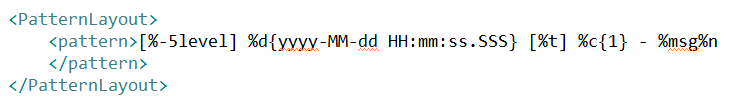 <PatternLayout>
<pattern>[%-5level] %d{yyyy-MM-dd HH:mm:ss.SSS} [%t] %c{1} - %msg%n
</pattern>
</PatternLayout>